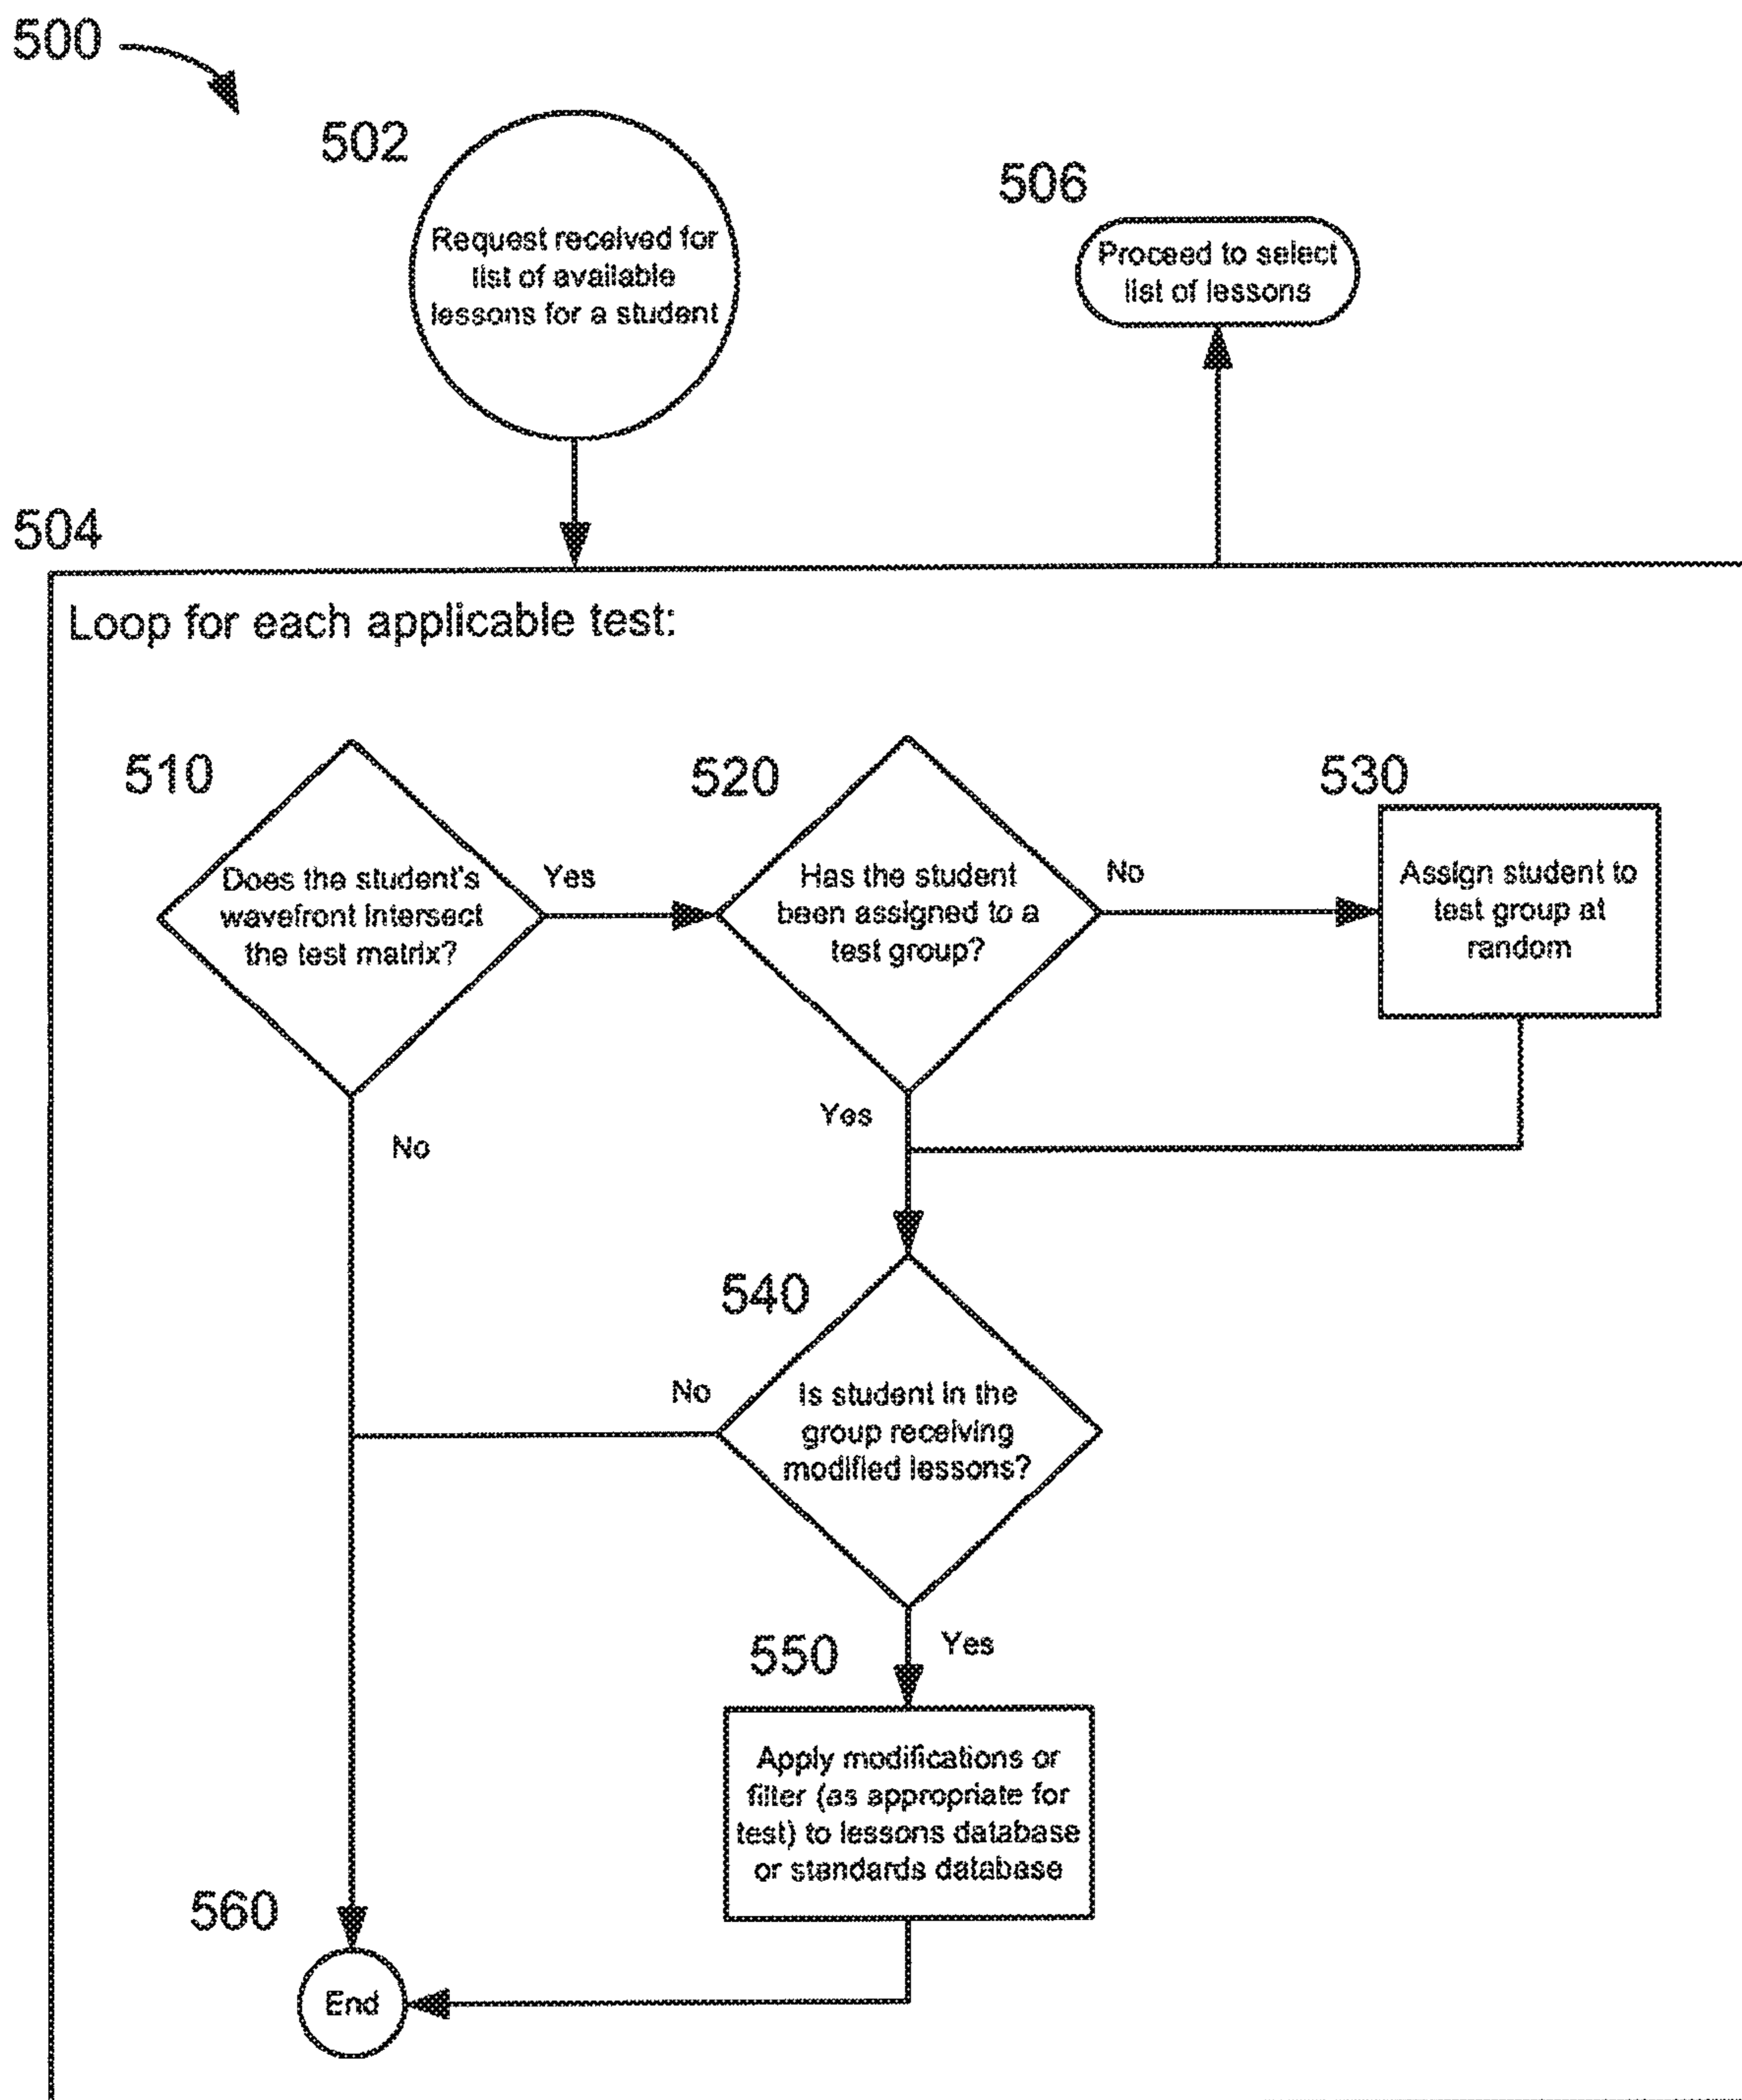 500
502
Request received for
list of available
lessons for a student
506
Proceed to select
list of lessons
504
Loop for each applicable test:
510
Does the student's
wavefront intersect
the test matrix?
Yes
No
520
Has the student
been assigned to a
test group?
No
Yes
530
Assign student to
test group at
random
540
Is student in the
group receiving
modified lessons?
No
Yes
550
Apply modifications or
filter (as appropriate for
test) to lessons database
or standards database
560
End